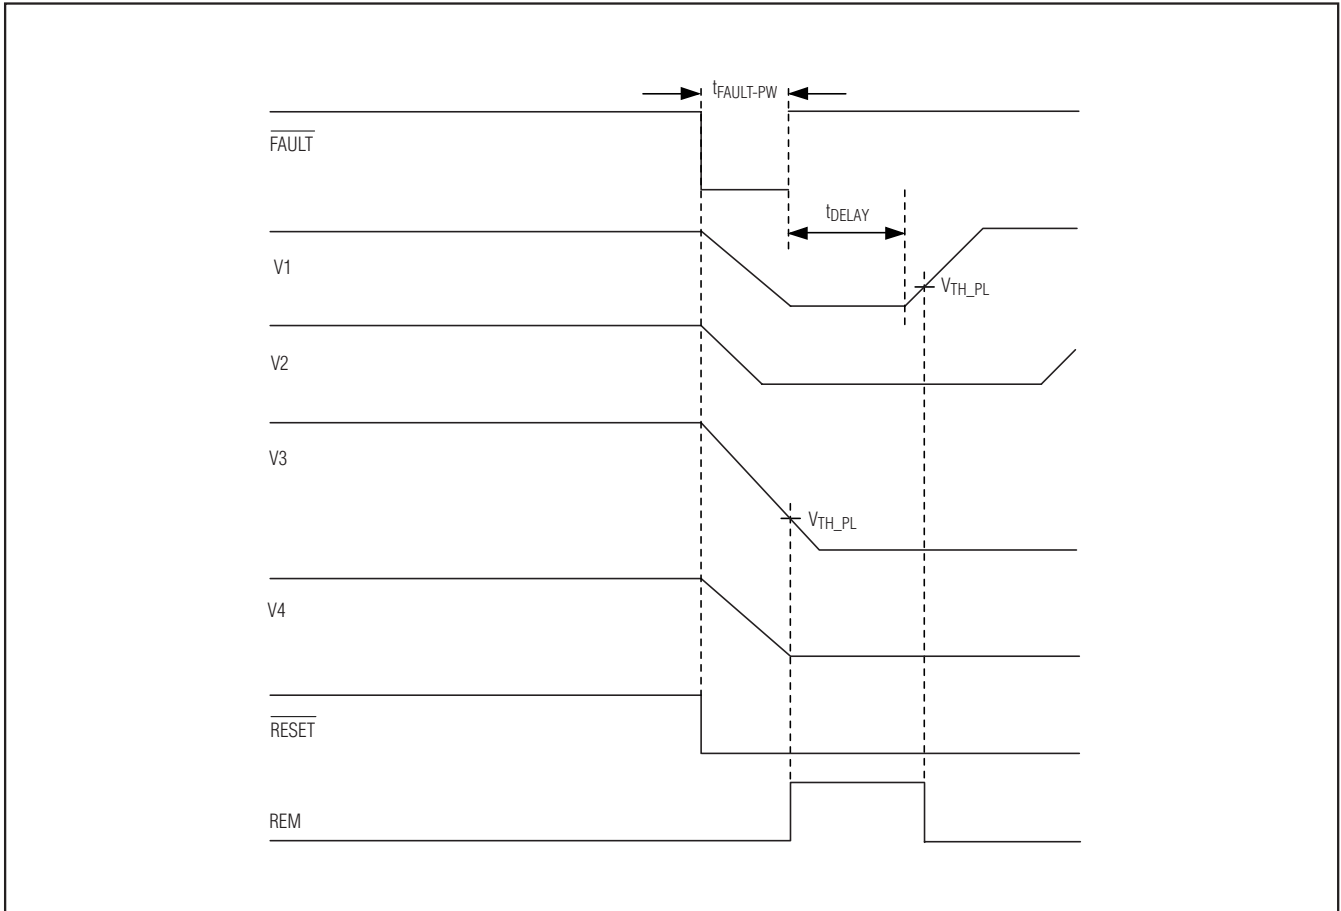 tFAULT-PW
FAULT
tDELAY
V1
VTH_PL
V2
V3
VTH_PL
V4
RESET
REM